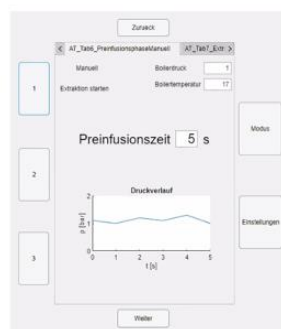 Zurueck
< AT_Tab6_PreinfusionsphaseManuell AT_Tab7_Extr >
Manuell Boilerdruck 1
Extraktion starten Boilertemperatur 17
1
Modus
Preinfusionszeit 5 s
2
Druckverlauf
2
1
0
p [bar]
0 1 2 3 4 5
t [s]
Einstellungen
3
Weiter